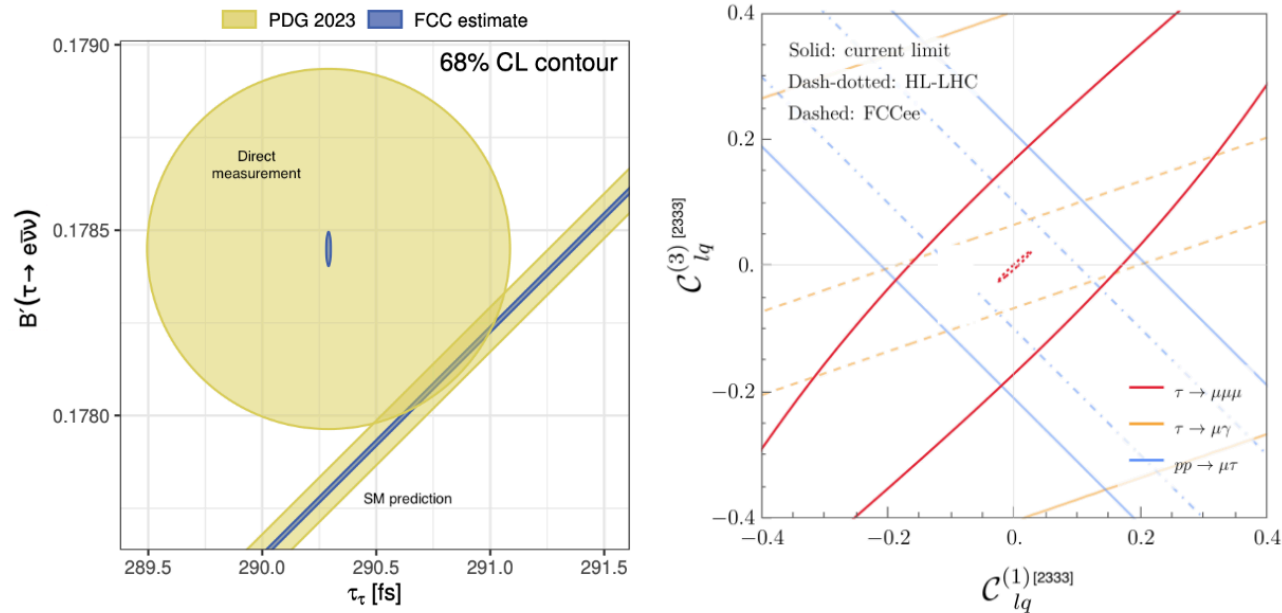 PDG 2023 FCC estimate
68% CL contour
Direct
measurement
SM prediction
B′(τ→ eν̅ν)
0.1790
0.1785
0.1780
289.5 290.0 290.5 291.0 291.5
ττ [fs]
Solid: current limit
Dash-dotted: HL-LHC
Dashed: FCCee
τ → μμμ
τ → μγ
pp → μτ
C(3)[2333]lq
0.4
0.2
0.
−0.2
−0.4
−0.4 −0.2 0. 0.2 0.4
C(1)[2333]lq